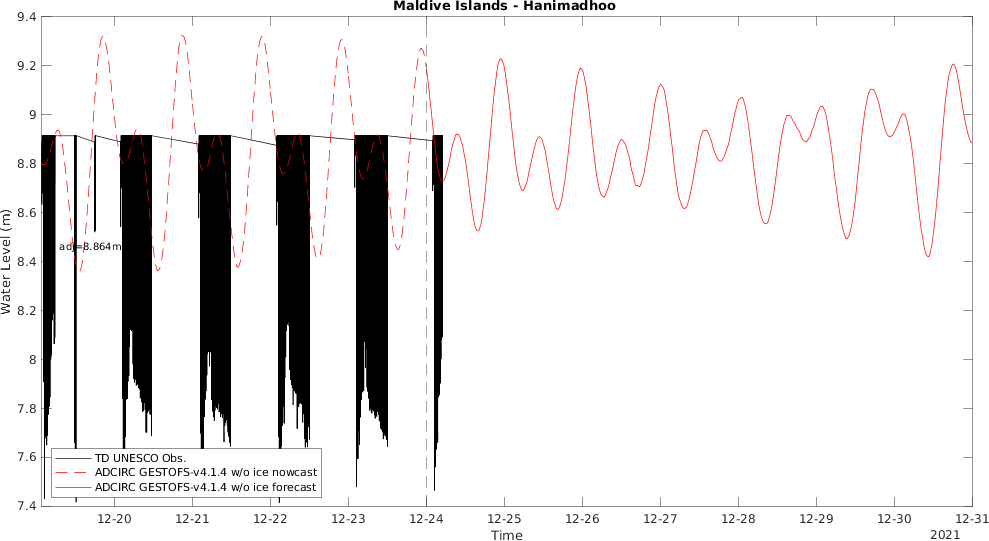 Maldive Islands - Hanimadhoo
9.4
9.2
9
8.8
8.6
8.4
8.2
8
7.8
7.6
7.4
Water Level (m)
adj=8.864m
TD UNESCO Obs.
ADCIRC GESTOFS-v4.1.4 w/o ice nowcast
ADCIRC GESTOFS-v4.1.4 w/o ice forecast
12-20 12-21 12-22 12-23 12-24 12-25 12-26 12-27 12-28 12-29 12-30 12-31
Time
2021